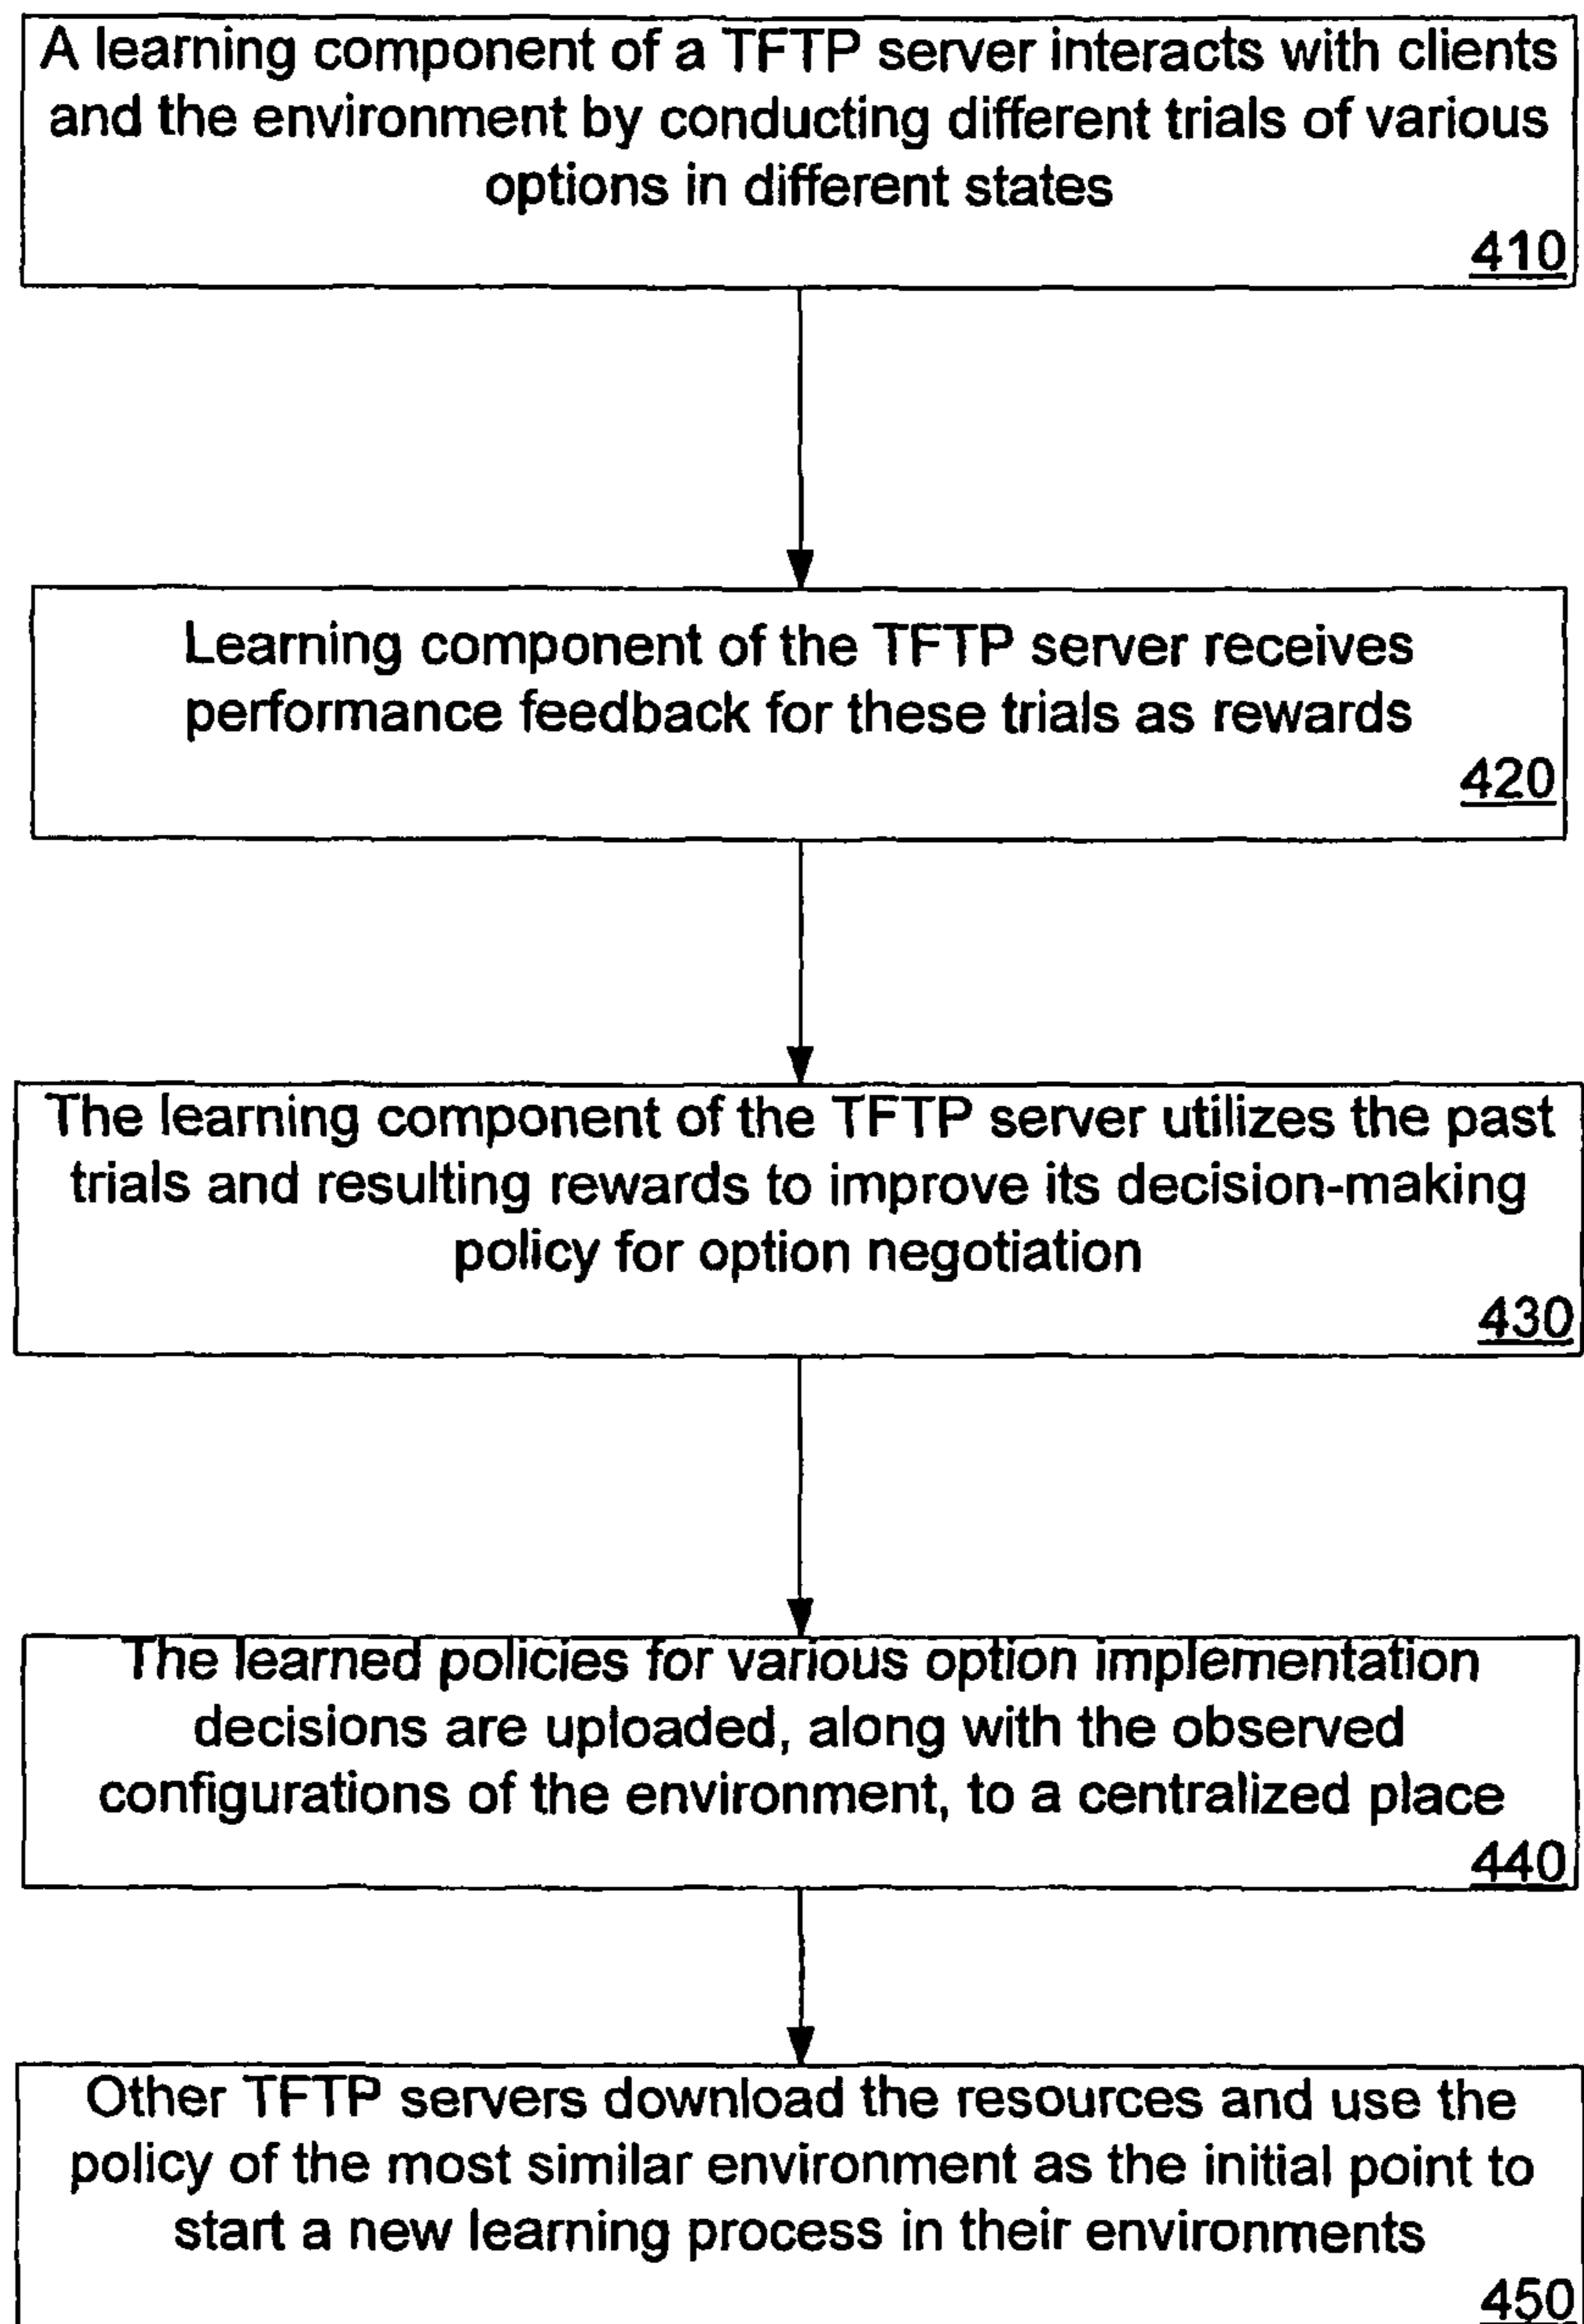 A learning component of a TFTP server interacts with clients
and the environment by conducting different trials of various
options in different states
410
Learning component of the TFTP server receives
performance feedback for these trials as rewards
420
The learning component of the TFTP server utilizes the past
trials and resulting rewards to improve its decision-making
policy for option negotiation
430
The learned policies for various option implementation
decisions are uploaded, along with the observed
configurations of the environment, to a centralized place
440
Other TFTP servers download the resources and use the
policy of the most similar environment as the initial point to
start a new learning process in their environments
450